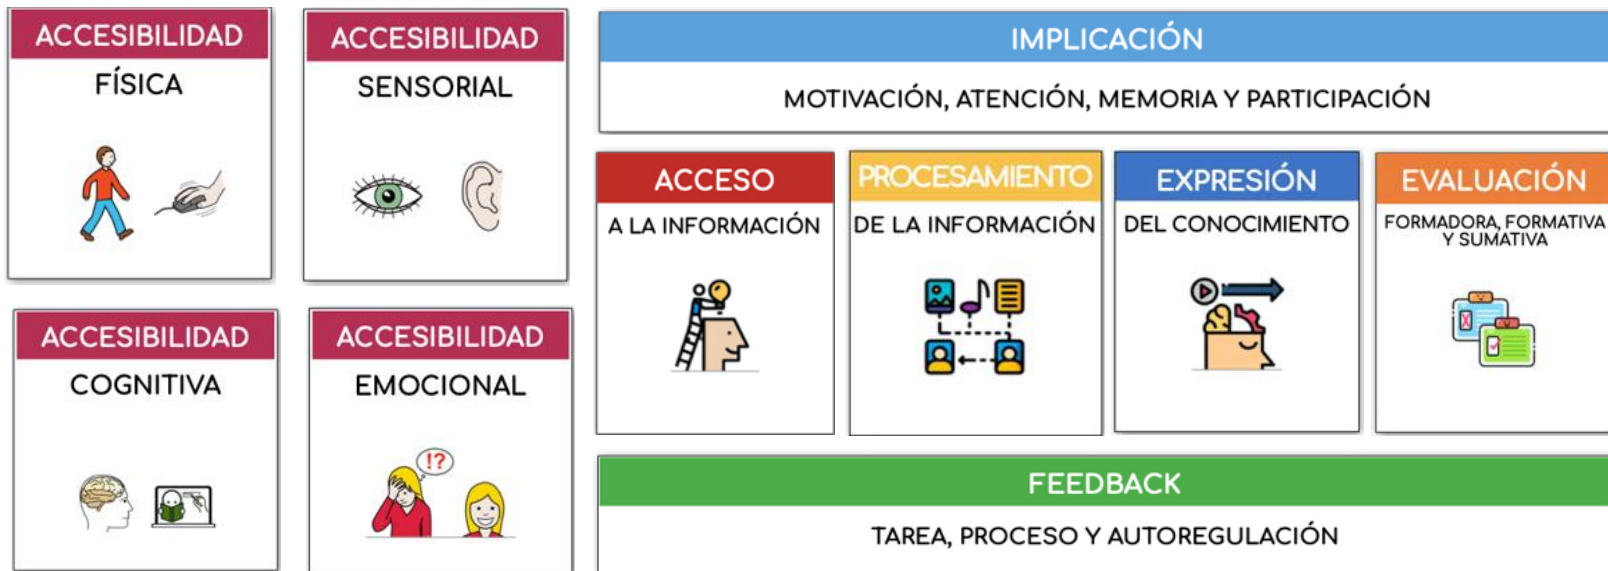 ACCESIBILIDAD
FÍSICA
ACCESIBILIDAD
SENSORIAL
ACCESIBILIDAD
COGNITIVA
ACCESIBILIDAD
EMOCIONAL
!?
IMPLICACIÓN
MOTIVACIÓN, ATENCIÓN, MEMORIA Y PARTICIPACIÓN
ACCESO
A LA INFORMACIÓN
PROCESAMIENTO
DE LA INFORMACIÓN
EXPRESIÓN
DEL CONOCIMIENTO
EVALUACIÓN
FORMADORA, FORMATIVA
Y SUMATIVA
FEEDBACK
TAREA, PROCESO Y AUTOREGULACIÓN